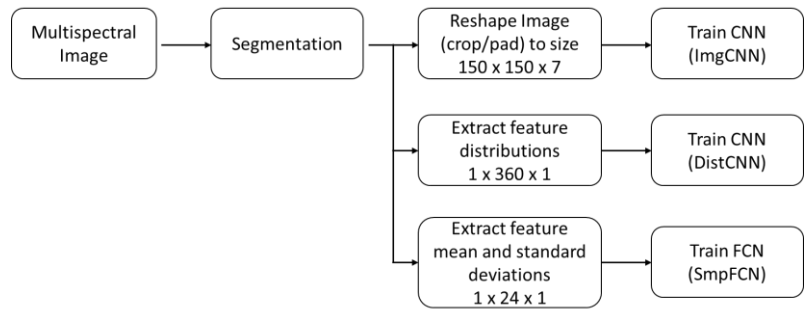 Multispectral
Image
Segmentation
Reshape Image
(crop/pad) to size
150 x 150 x 7
Train CNN
(ImgCNN)
Extract feature
distributions
1 x 360 x 1
Train CNN
(DistCNN)
Extract feature
mean and standard
deviations
1 x 24 x 1
Train FCN
(SmpFCN)